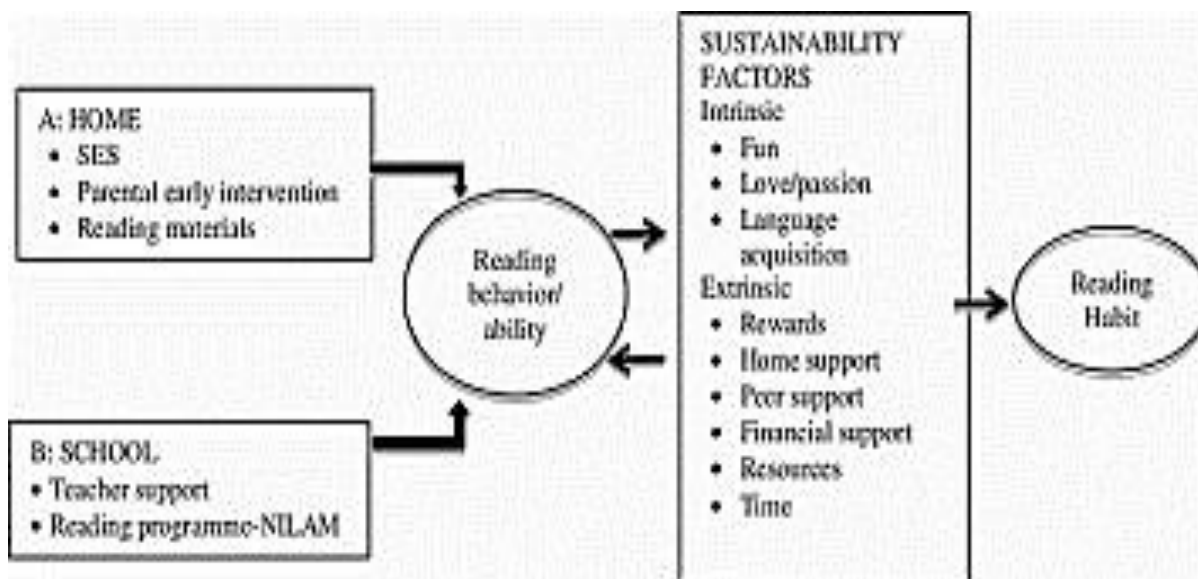 A: HOME
• SES
• Parental early intervention
• Reading materials
B: SCHOOL
• Teacher support
• Reading programme-NILAM
Reading
behavior/
ability
SUSTAINABILITY
FACTORS
Intrinsic
• Fun
• Love/passion
• Language
acquisition
Extrinsic
• Rewards
• Home support
• Peer support
• Financial support
• Resources
• Time
Reading
Habit